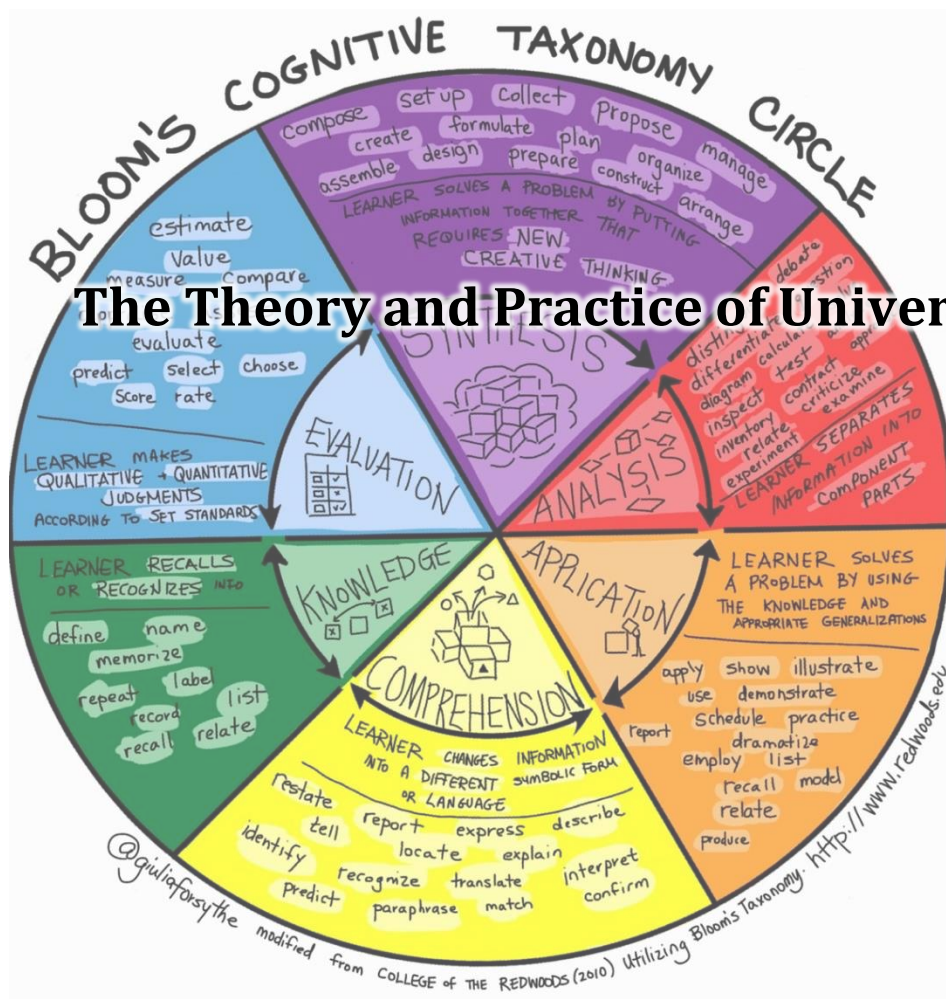 BLOOM'S COGNITIVE TAXONOMY CIRCLE
The Theory and Practice of Univer
compose set up collect propose manage
create formulate plan organize
assemble design prepare construct arrange
LEARNER SOLVES A PROBLEM BY PUTTING
INFORMATION TOGETHER THAT
REQUIRES NEW
CREATIVE THINKING
SYNTHESIS
debate
differentiate
diagram calculate
inspect test
inventory contract criticize
relate examine
experiment
LEARNER SEPARATES
INFORMATION INTO
COMPONENT
PARTS
ANALYSIS
APPLICATION
LEARNER SOLVES
A PROBLEM BY USING
THE KNOWLEDGE AND
APPROPRIATE GENERALIZATIONS
apply show illustrate
use demonstrate
report schedule practice
dramatize
employ list
recall model
relate
produce
COMPREHENSION
LEARNER CHANGES INFORMATION
INTO A DIFFERENT SYMBOLIC FORM
OR LANGUAGE
restate
tell report express describe
identify locate explain
recognize translate interpret
predict paraphrase match confirm
KNOWLEDGE
LEARNER RECALLS
OR RECOGNIZES INFO
define name
memorize
repeat label
record list
recall relate
EVALUATION
estimate
value
measure compare
evaluate
predict select choose
score rate
LEARNER MAKES
QUALITATIVE + QUANTITATIVE
JUDGMENTS
ACCORDING TO SET STANDARDS
@giuliaforsythe modified from COLLEGE OF THE REDWOODS (2010) Utilizing Bloom's Taxonomy. http://www.redwoods.edu